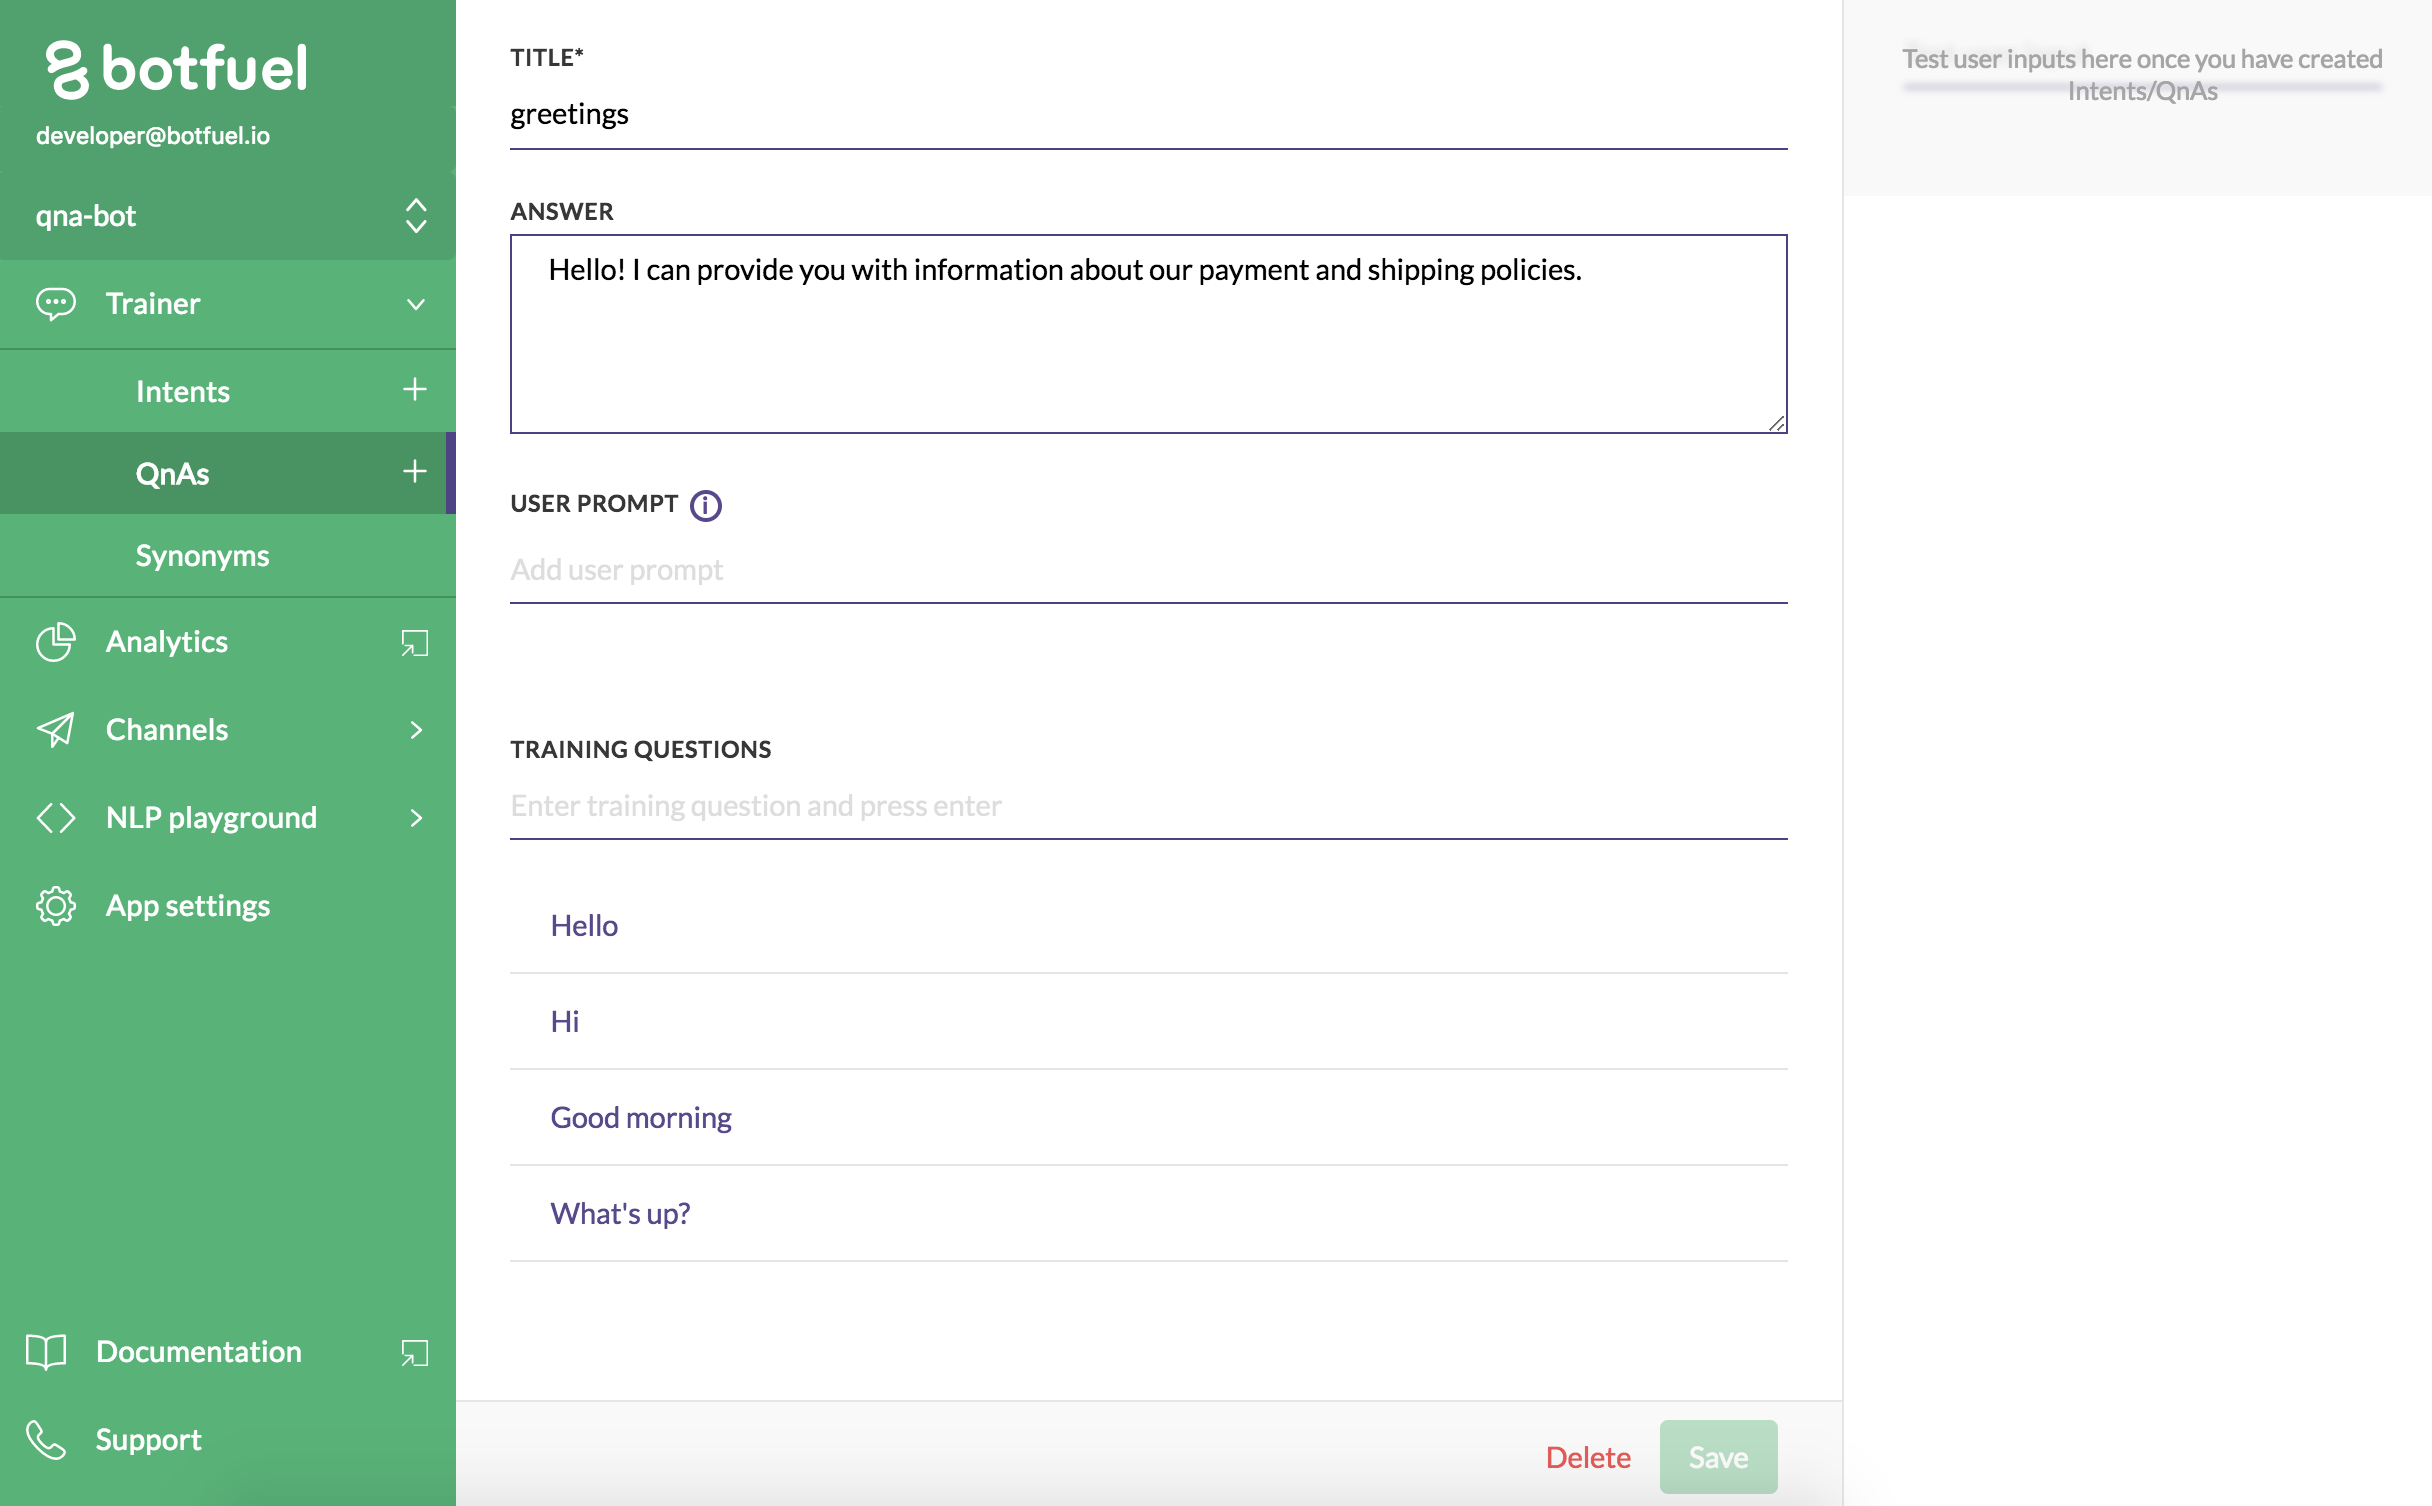 botfuel
developer@botfuel.io
qna-bot
Trainer
Intents
QnAs
Synonyms
Analytics
Channels
NLP playground
App settings
Documentation
Support
TITLE*
greetings
ANSWER
Hello! I can provide you with information about our payment and shipping policies.
USER PROMPT
Add user prompt
TRAINING QUESTIONS
Enter training question and press enter
Hello
Hi
Good morning
What's up?
Delete
Save
Test user inputs here once you have created
Intents/QnAs